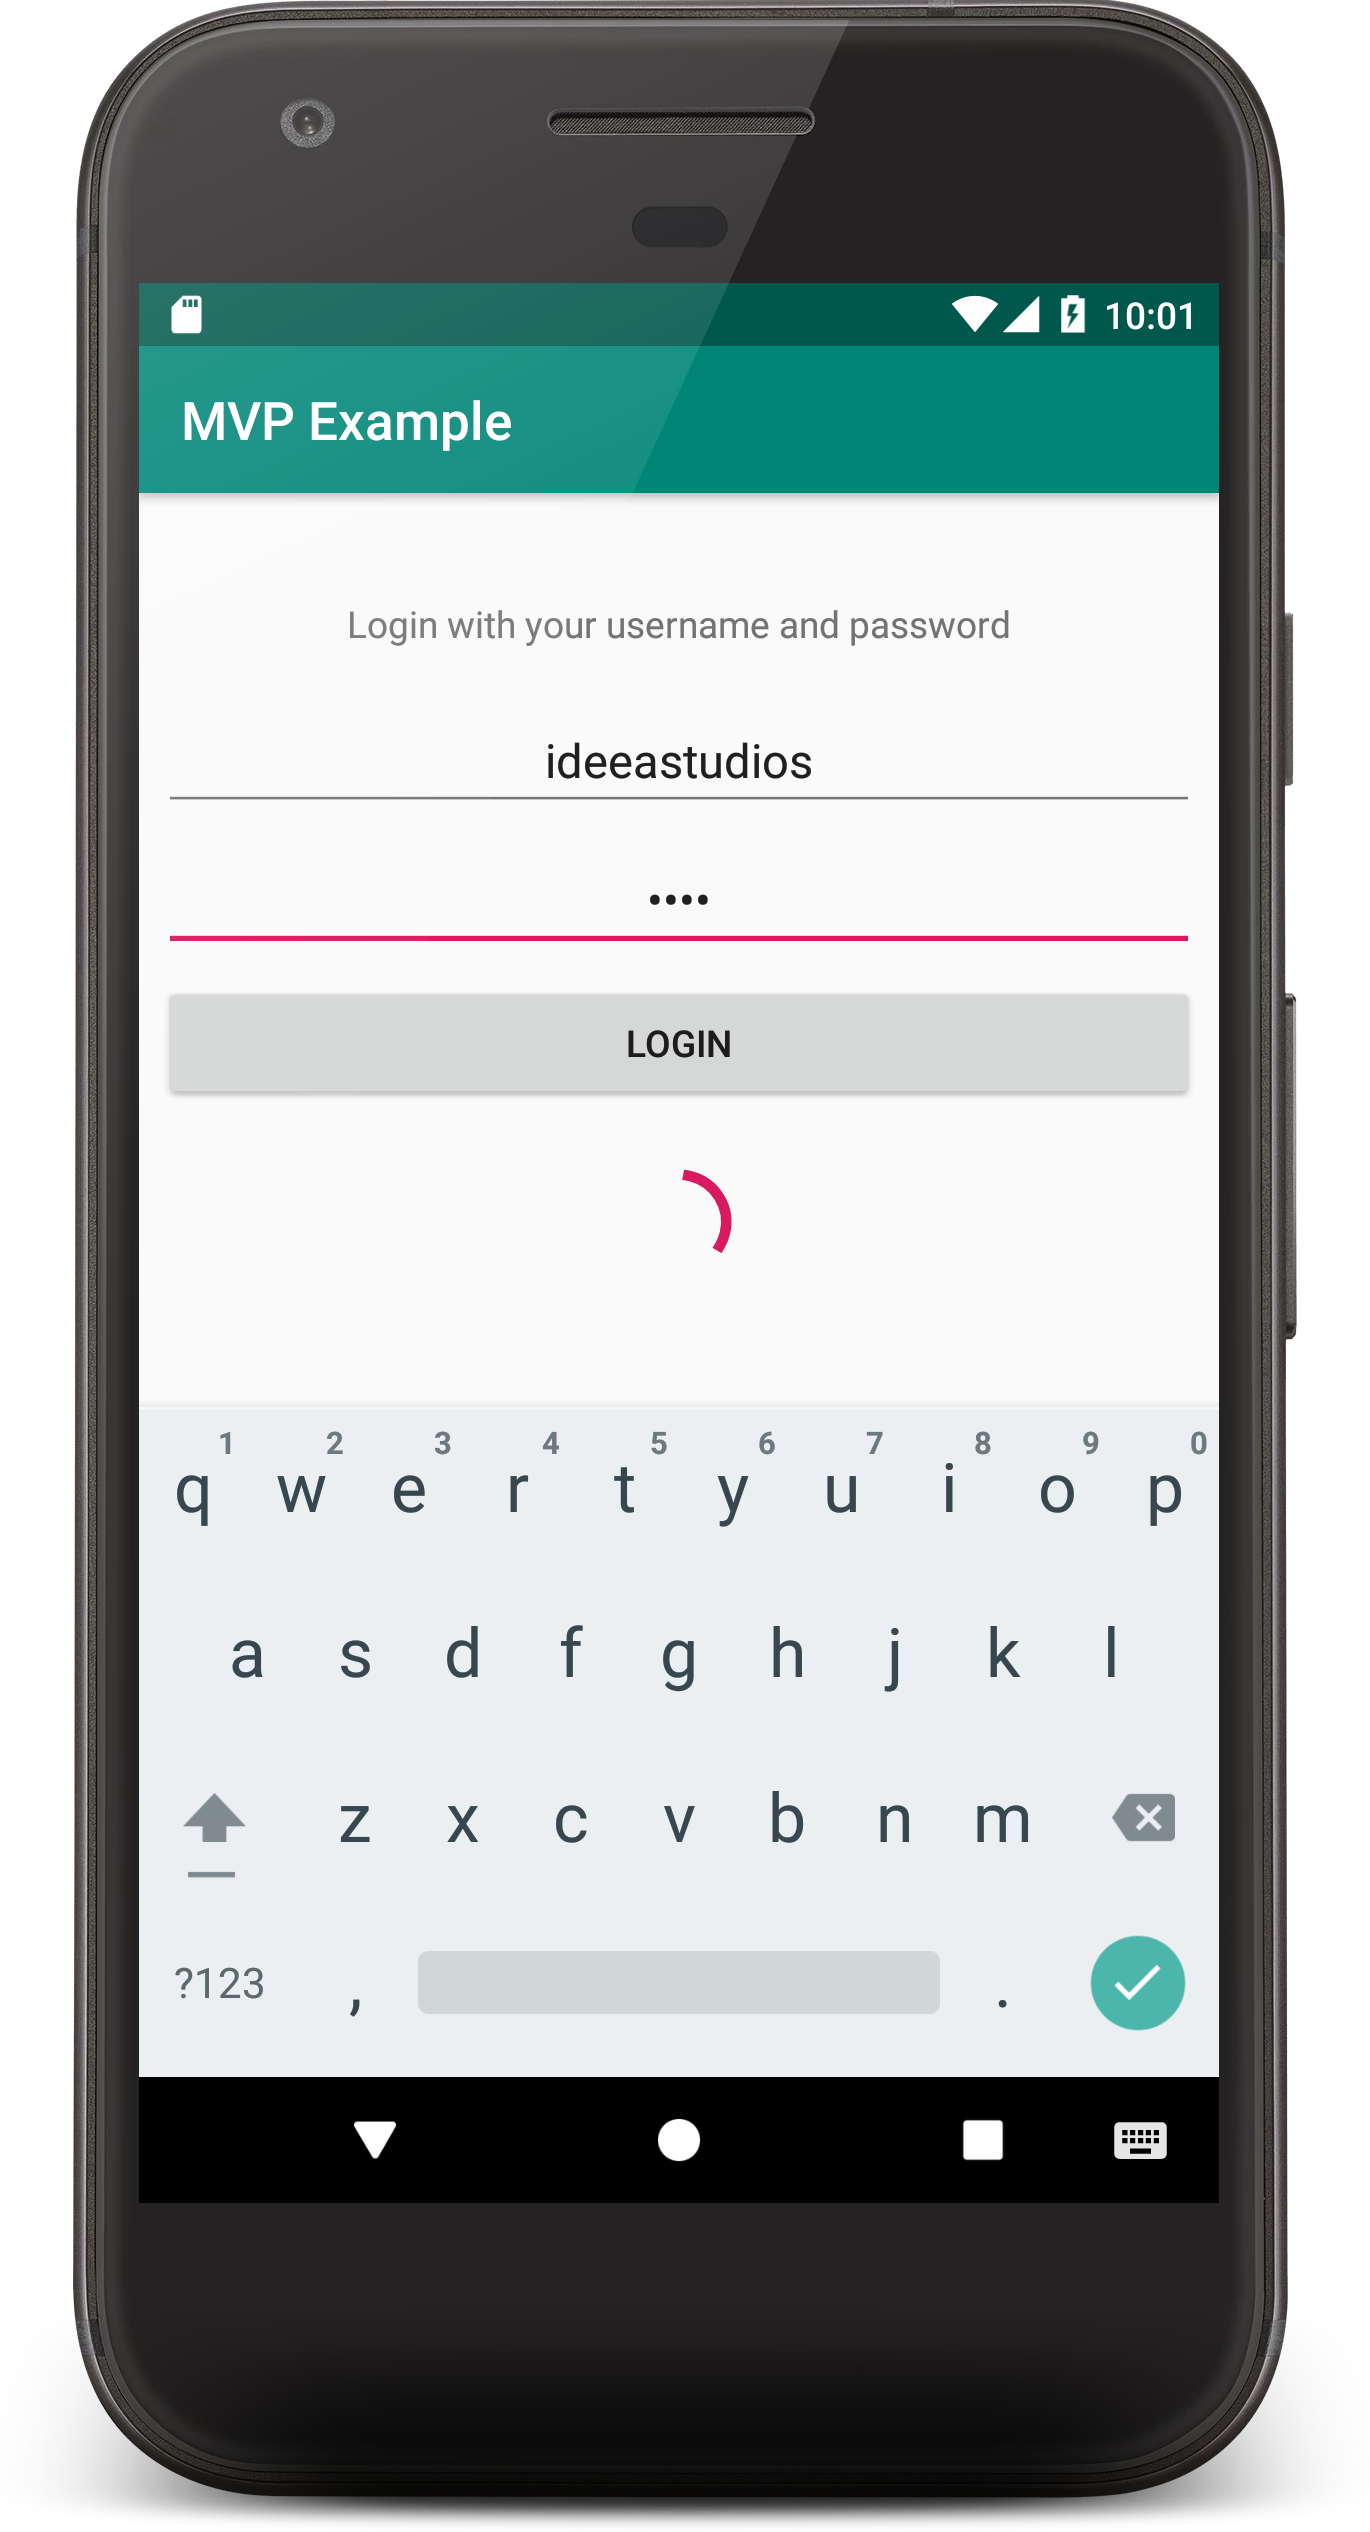 10:01
MVP Example
Login with your username and password
ideeastudios
••••
LOGIN
1 2 3 4 5 6 7 8 9 0
q w e r t y u i o p
a s d f g h j k l
z x c v b n m
?123 , .